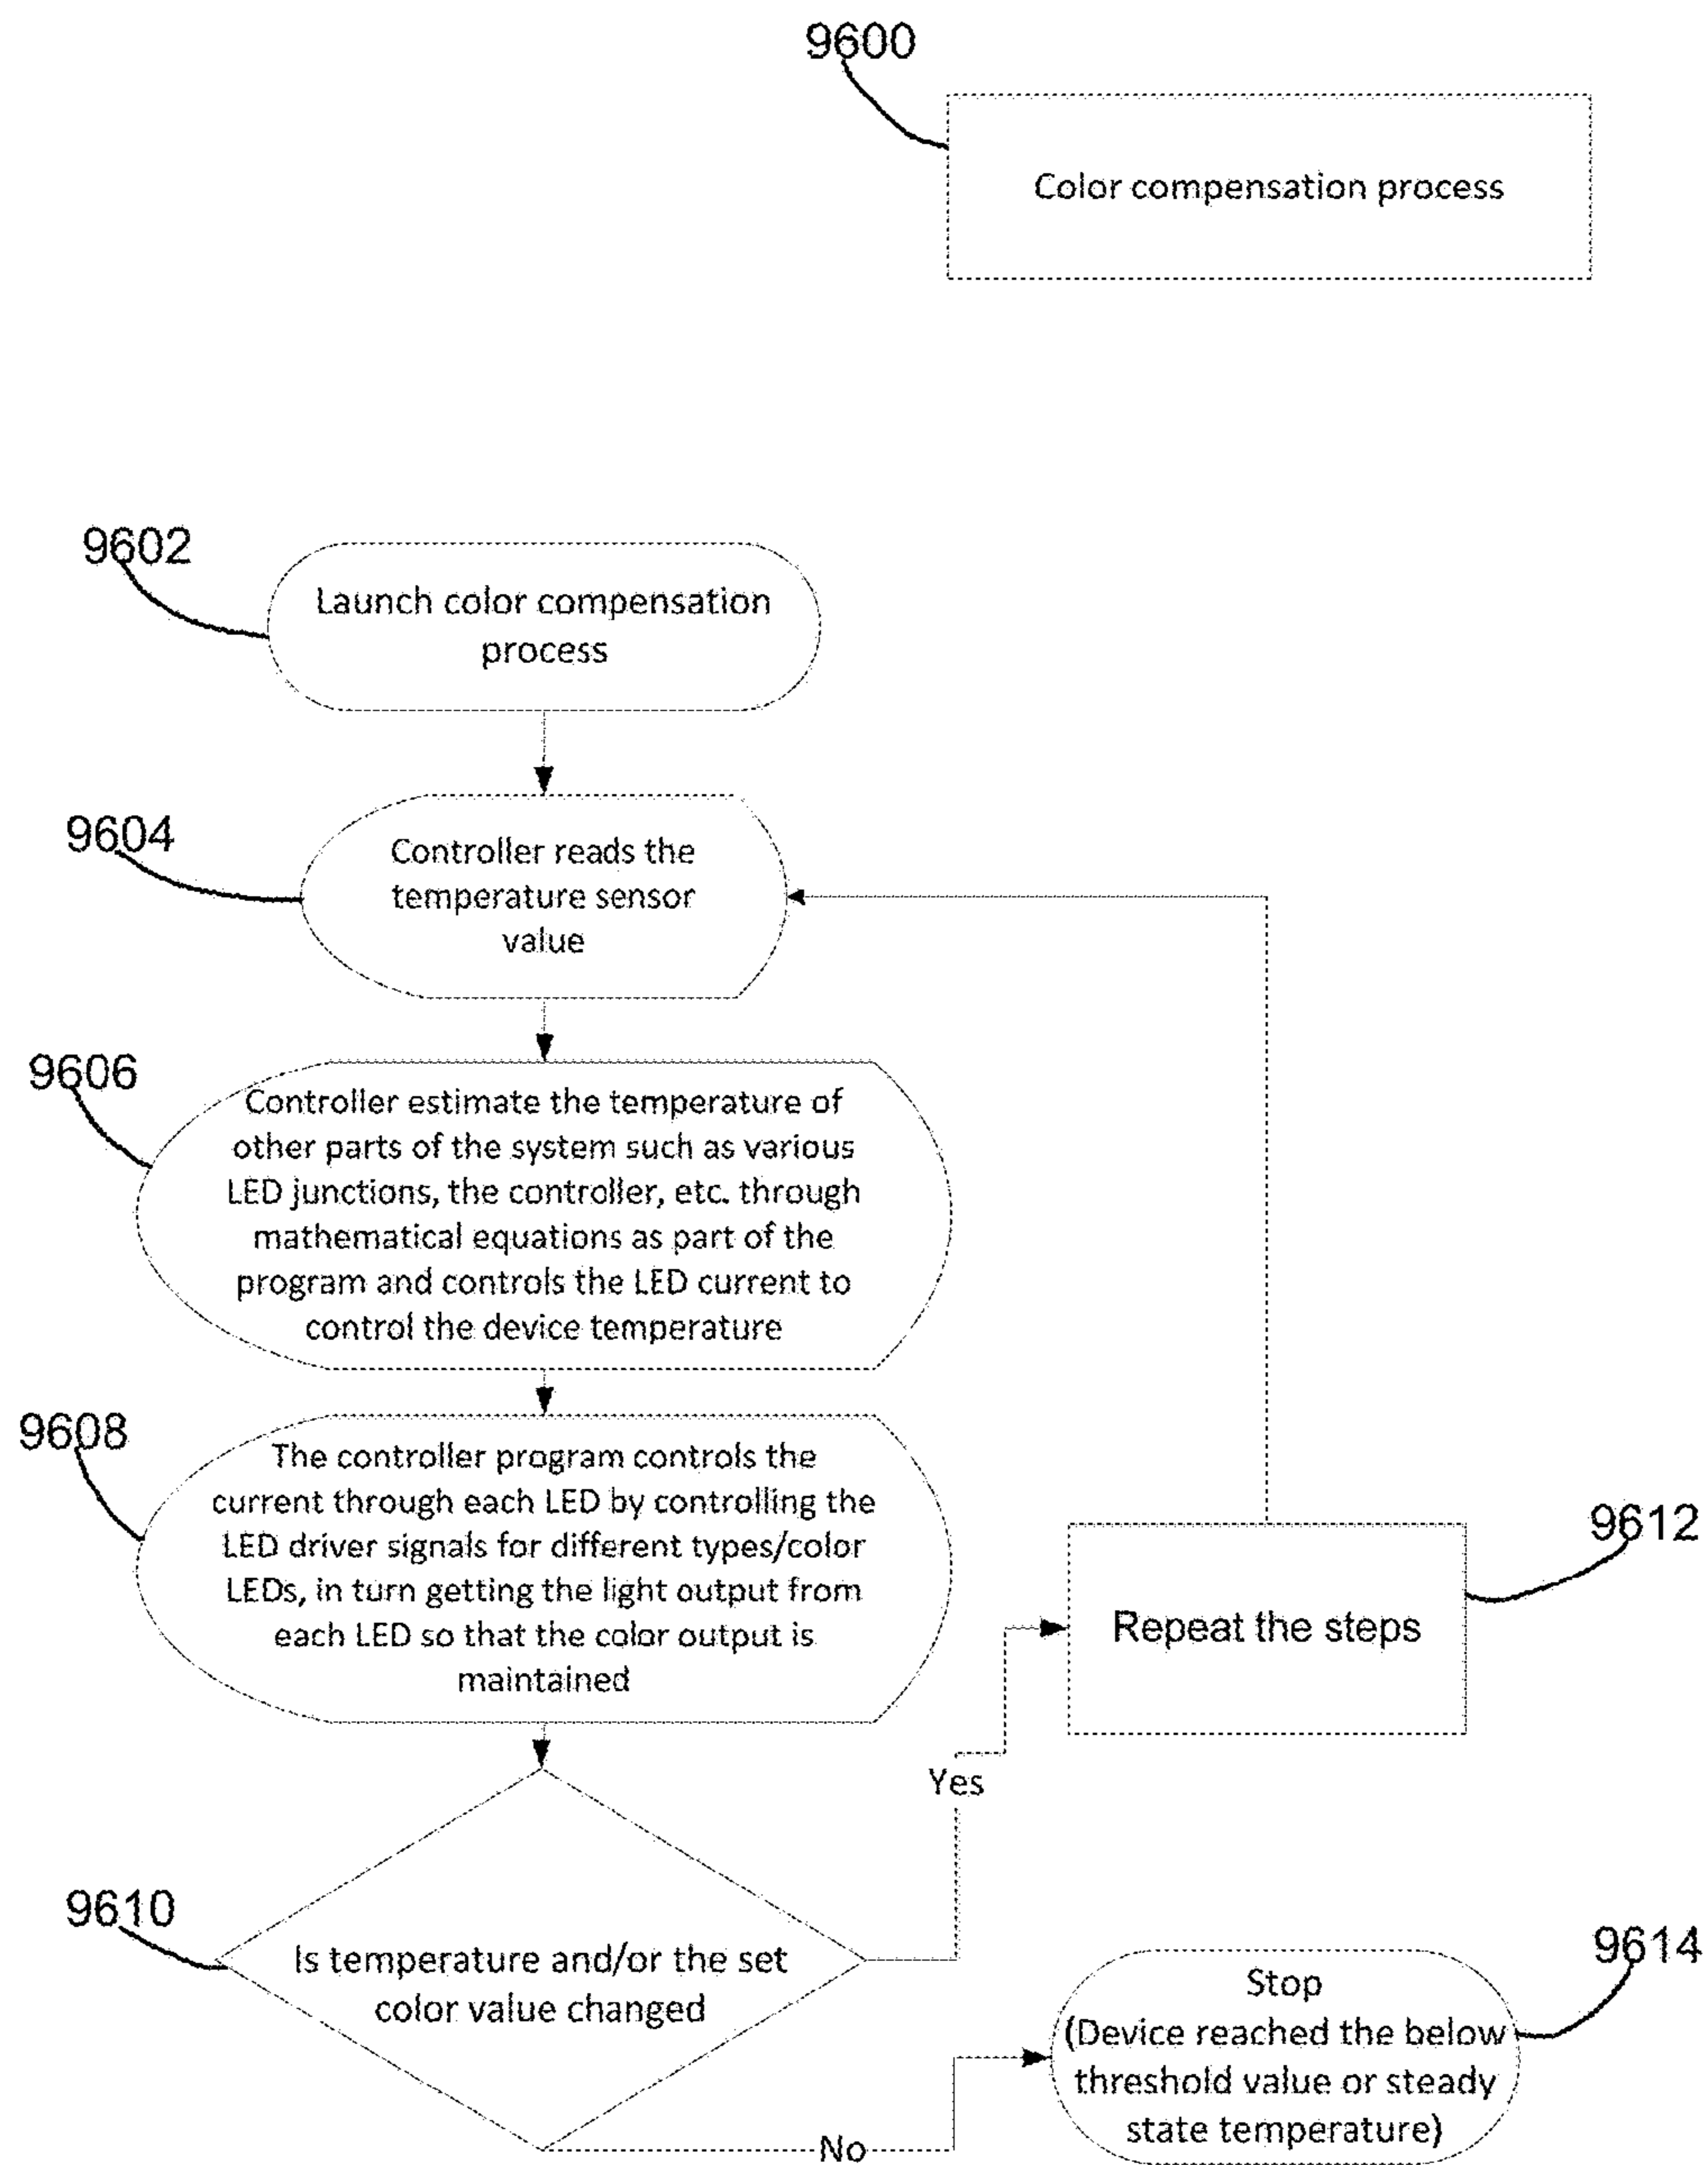 9600
Color compensation process
9602
Launch color compensation
process
9604
Controller reads the
temperature sensor
value
9606
Controller estimate the temperature of
other parts of the system such as various
LED junctions, the controller, etc. through
mathematical equations as part of the
program and controls the LED current to
control the device temperature
9608
The controller program controls the
current through each LED by controlling the
LED driver signals for different types/color
LEDs, in turn getting the light output from
each LED so that the color output is
maintained
9612
Repeat the steps
Yes
9610
Is temperature and/or the set
color value changed
9614
Stop
(Device reached the below
threshold value or steady
state temperature)
No